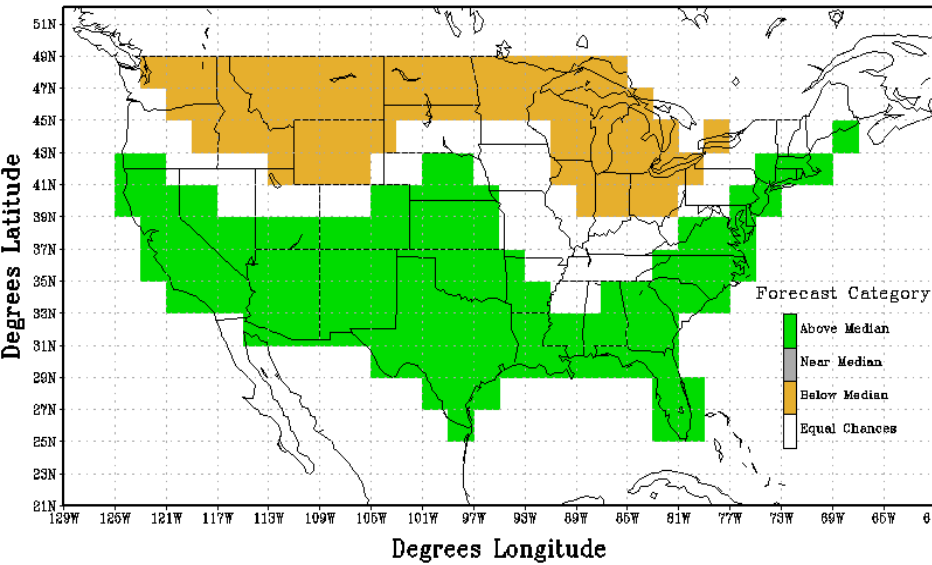 51N
49N
47N
45N
43N
41N
39N
37N
35N
33N
31N
29N
27N
25N
23N
21N
Degrees Latitude
Forecast Category
Above Median
Near Median
Below Median
Equal Chances
129W 125W 121W 117W 113W 109W 105W 101W 97W 93W 89W 85W 81W 77W 73W 69W 65W 6
Degrees Longitude